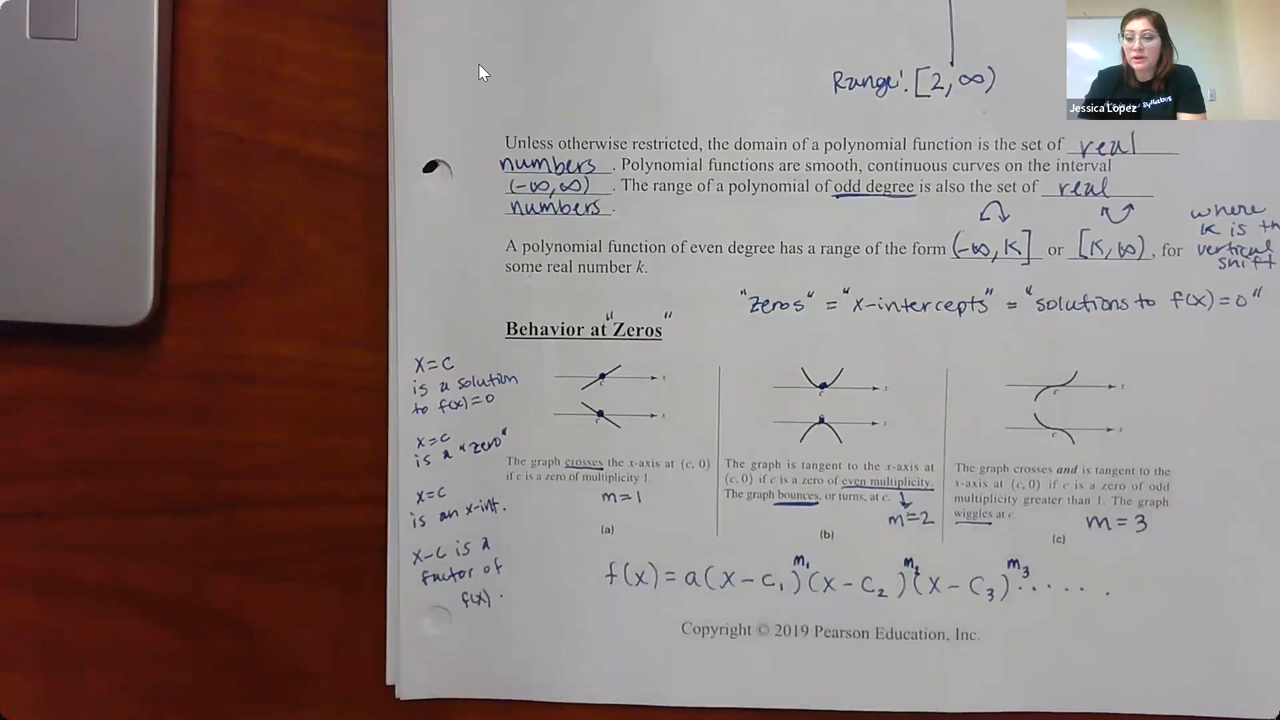 Range: [2, ∞)
Jessica Lopez
syllabus
Unless otherwise restricted, the domain of a polynomial function is the set of real
numbers. Polynomial functions are smooth, continuous curves on the interval
(-∞, ∞). The range of a polynomial of odd degree is also the set of real
numbers.
A polynomial function of even degree has a range of the form (-∞, K] or [K, ∞), for
some real number k.
where
K is th
vertical
shift
"zeros" = "x-intercepts" = "solutions to f(x) = 0"
Behavior at "Zeros"
x = c
is a solution
to f(x) = 0
x = c
is a "zero"
x = c
is an x-int.
x-c is a
factor of
f(x).
The graph crosses the x-axis at (c, 0)
if c is a zero of multiplicity 1.
m = 1
(a)
The graph is tangent to the x-axis at
(c, 0) if c is a zero of even multiplicity.
The graph bounces, or turns, at c.
m = 2
(b)
The graph crosses and is tangent to the
x-axis at (c, 0) if c is a zero of odd
multiplicity greater than 1. The graph
wiggles at c.
m = 3
(c)
f(x) = a(x-c₁)^m₁ (x-c₂)^m₂ (x-c₃)^m₃ .....
Copyright © 2019 Pearson Education, Inc.